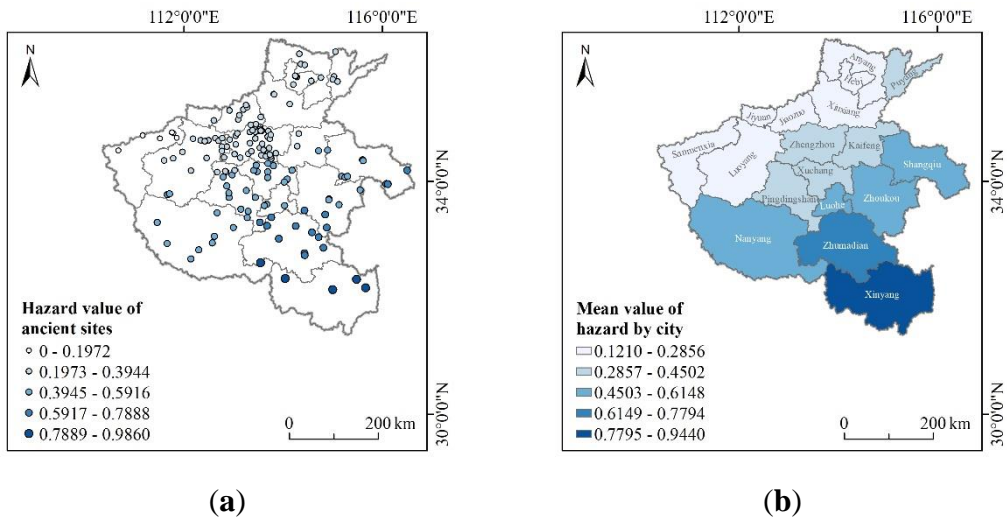 112°0'0"E
116°0'0"E
N
34°0'0"N
30°0'0"N
Hazard value of
ancient sites
0 - 0.1972
0.1973 - 0.3944
0.3945 - 0.5916
0.5917 - 0.7888
0.7889 - 0.9860
0
200 km
(a)
112°0'0"E
116°0'0"E
N
Anyang
Hebi
Puyang
Xinxiang
Jiyuan
Jiaozuo
Sanmenxia
Luoyang
Zhengzhou
Kaifeng
Shangqiu
Xuchang
Pingdingshan
Luohe
Zhoukou
Nanyang
Zhumadian
Xinyang
34°0'0"N
30°0'0"N
Mean value of
hazard by city
0.1210 - 0.2856
0.2857 - 0.4502
0.4503 - 0.6148
0.6149 - 0.7794
0.7795 - 0.9440
0
200 km
(b)